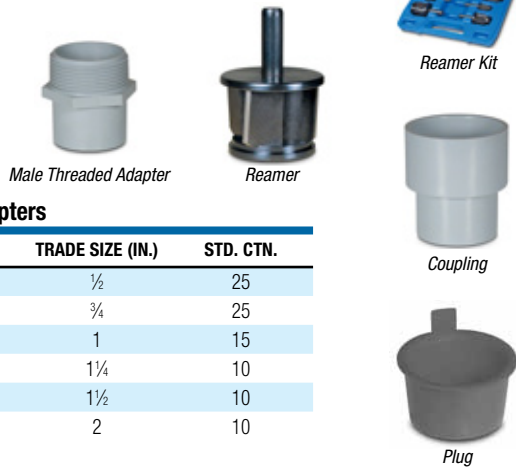 Reamer Kit
Male Threaded Adapter
Reamer
Coupling
TRADE SIZE (IN.) STD. CTN.
½ 25
¾ 25
1 15
1¼ 10
1½ 10
2 10
Plug